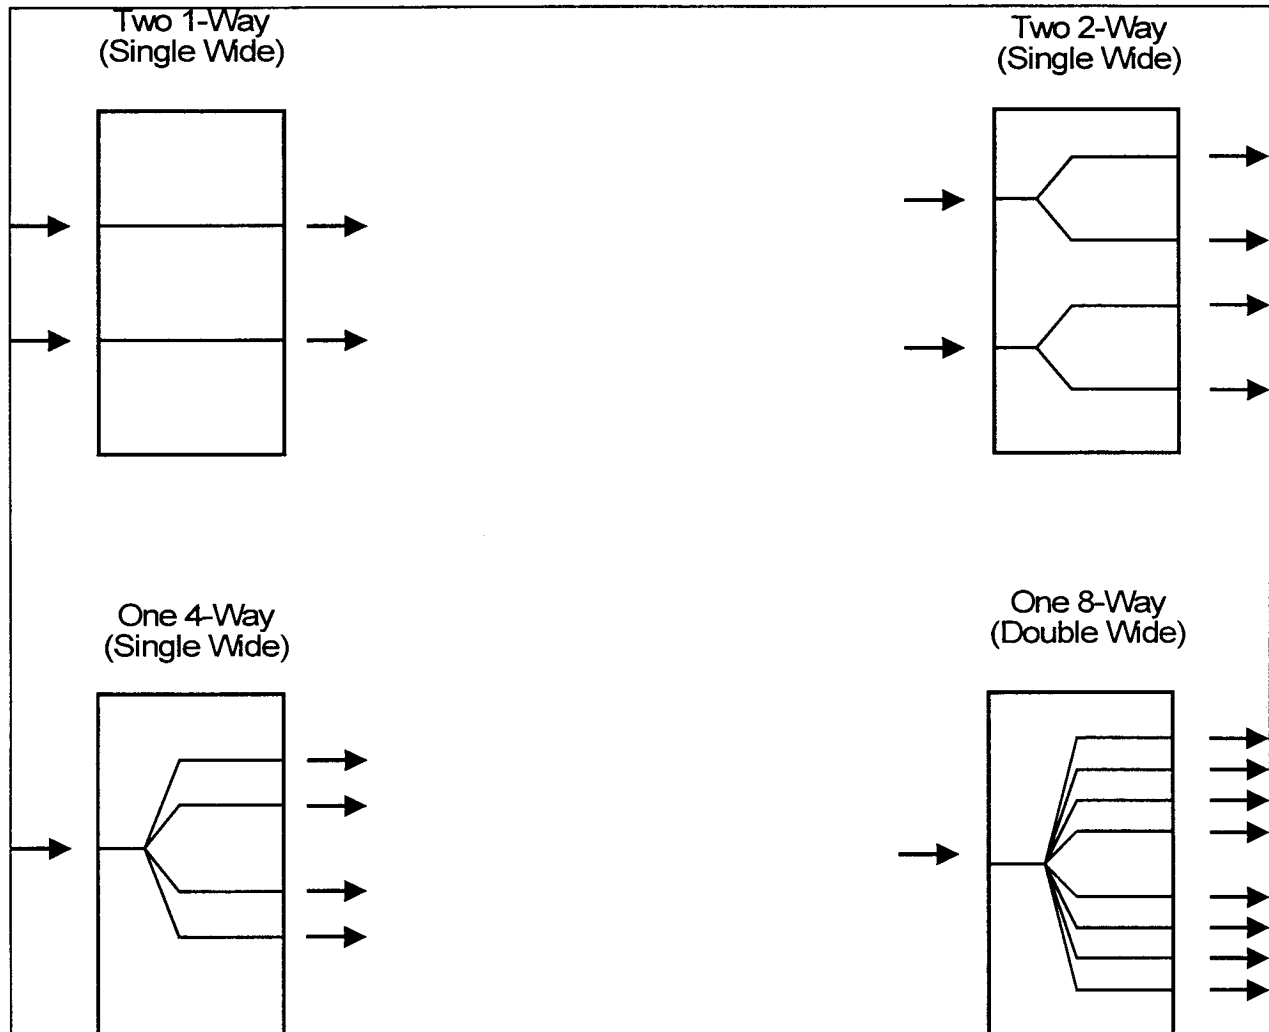 Two 1-Way
(Single Wide)
Two 2-Way
(Single Wide)
One 4-Way
(Single Wide)
One 8-Way
(Double Wide)